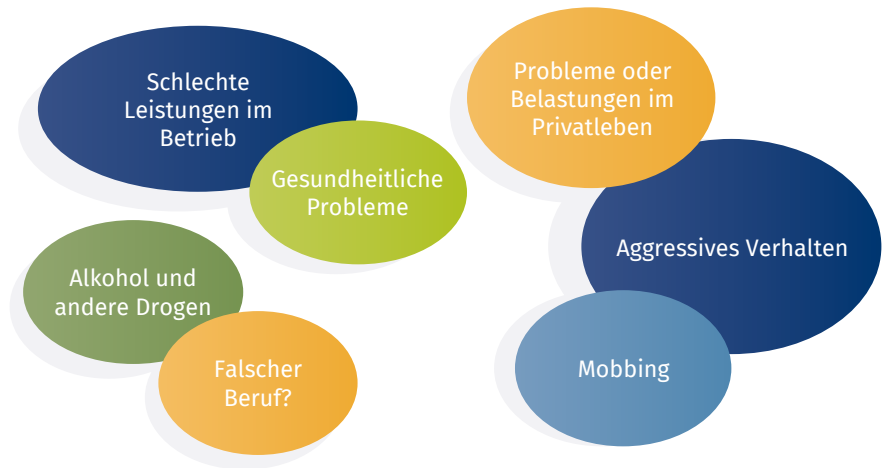 Schlechte
Leistungen im
Betrieb
Gesundheitliche
Probleme
Alkohol und
andere Drogen
Falscher
Beruf?
Probleme oder
Belastungen im
Privatleben
Aggressives Verhalten
Mobbing